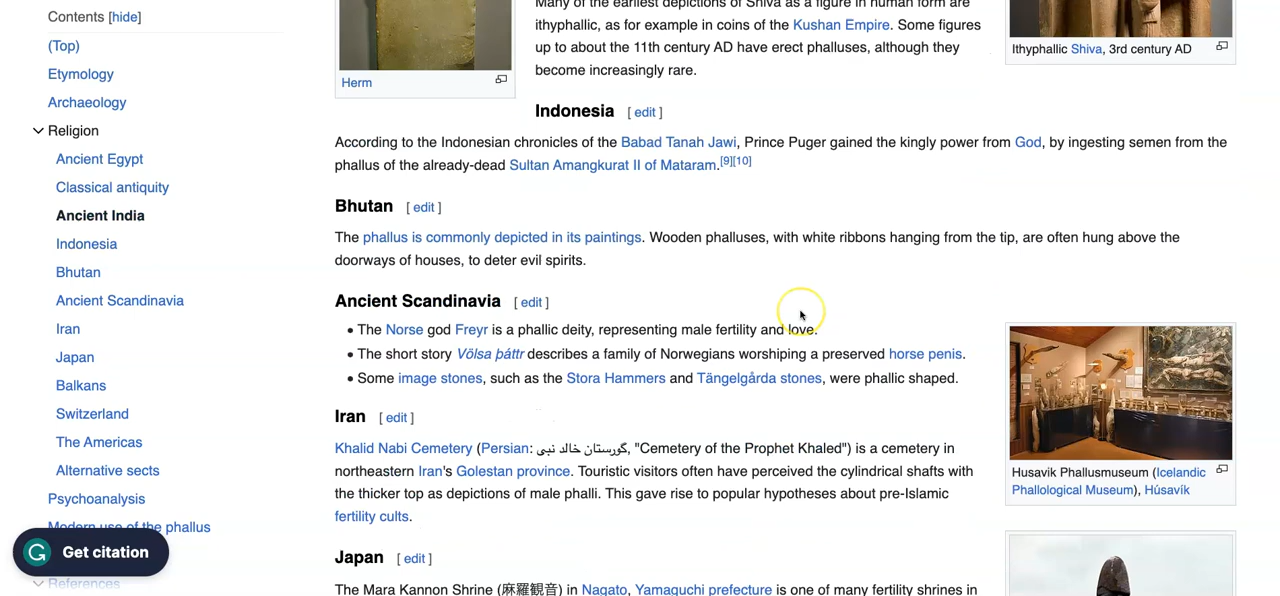 Contents [hide]
(Top)
Etymology
Archaeology
Religion
Ancient Egypt
Classical antiquity
Ancient India
Indonesia
Bhutan
Ancient Scandinavia
Iran
Japan
Balkans
Switzerland
The Americas
Alternative sects
Psychoanalysis
Modern use of the phallus
References
Get citation
Herm
Many of the earliest depictions of Shiva as a figure in human form are
ithyphallic, as for example in coins of the Kushan Empire. Some figures
up to about the 11th century AD have erect phalluses, although they
become increasingly rare.
Ithyphallic Shiva, 3rd century AD
Indonesia [ edit ]
According to the Indonesian chronicles of the Babad Tanah Jawi, Prince Puger gained the kingly power from God, by ingesting semen from the
phallus of the already-dead Sultan Amangkurat II of Mataram.[9][10]
Bhutan [ edit ]
The phallus is commonly depicted in its paintings. Wooden phalluses, with white ribbons hanging from the tip, are often hung above the
doorways of houses, to deter evil spirits.
Ancient Scandinavia [ edit ]
• The Norse god Freyr is a phallic deity, representing male fertility and love.
• The short story Völsa þáttr describes a family of Norwegians worshiping a preserved horse penis.
• Some image stones, such as the Stora Hammers and Tängelgårda stones, were phallic shaped.
Iran [ edit ]
Khalid Nabi Cemetery (Persian: گورستان خالد نبی, "Cemetery of the Prophet Khaled") is a cemetery in
northeastern Iran's Golestan province. Touristic visitors often have perceived the cylindrical shafts with
the thicker top as depictions of male phalli. This gave rise to popular hypotheses about pre-Islamic
fertility cults.
Husavik Phallusmuseum (Icelandic
Phallological Museum), Húsavík
Japan [ edit ]
The Mara Kannon Shrine (麻羅観音) in Nagato, Yamaguchi prefecture is one of many fertility shrines in